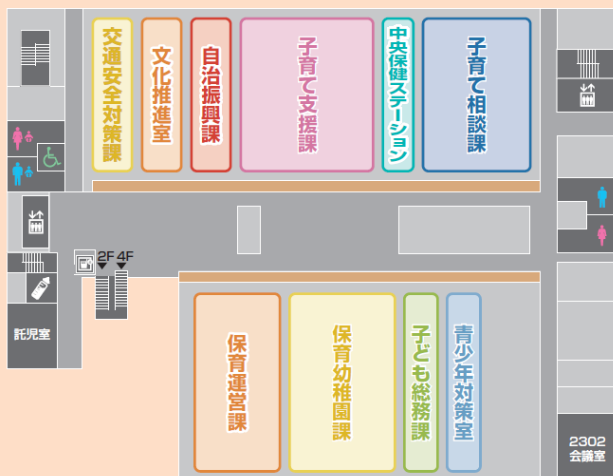 交通安全対策課
文化推進室
自治振興課
子育て支援課
中央保健ステーション
子育て相談課
2F 4F
託児室
保育運営課
保育幼稚園課
子ども総務課
青少年対策室
2302
会議室